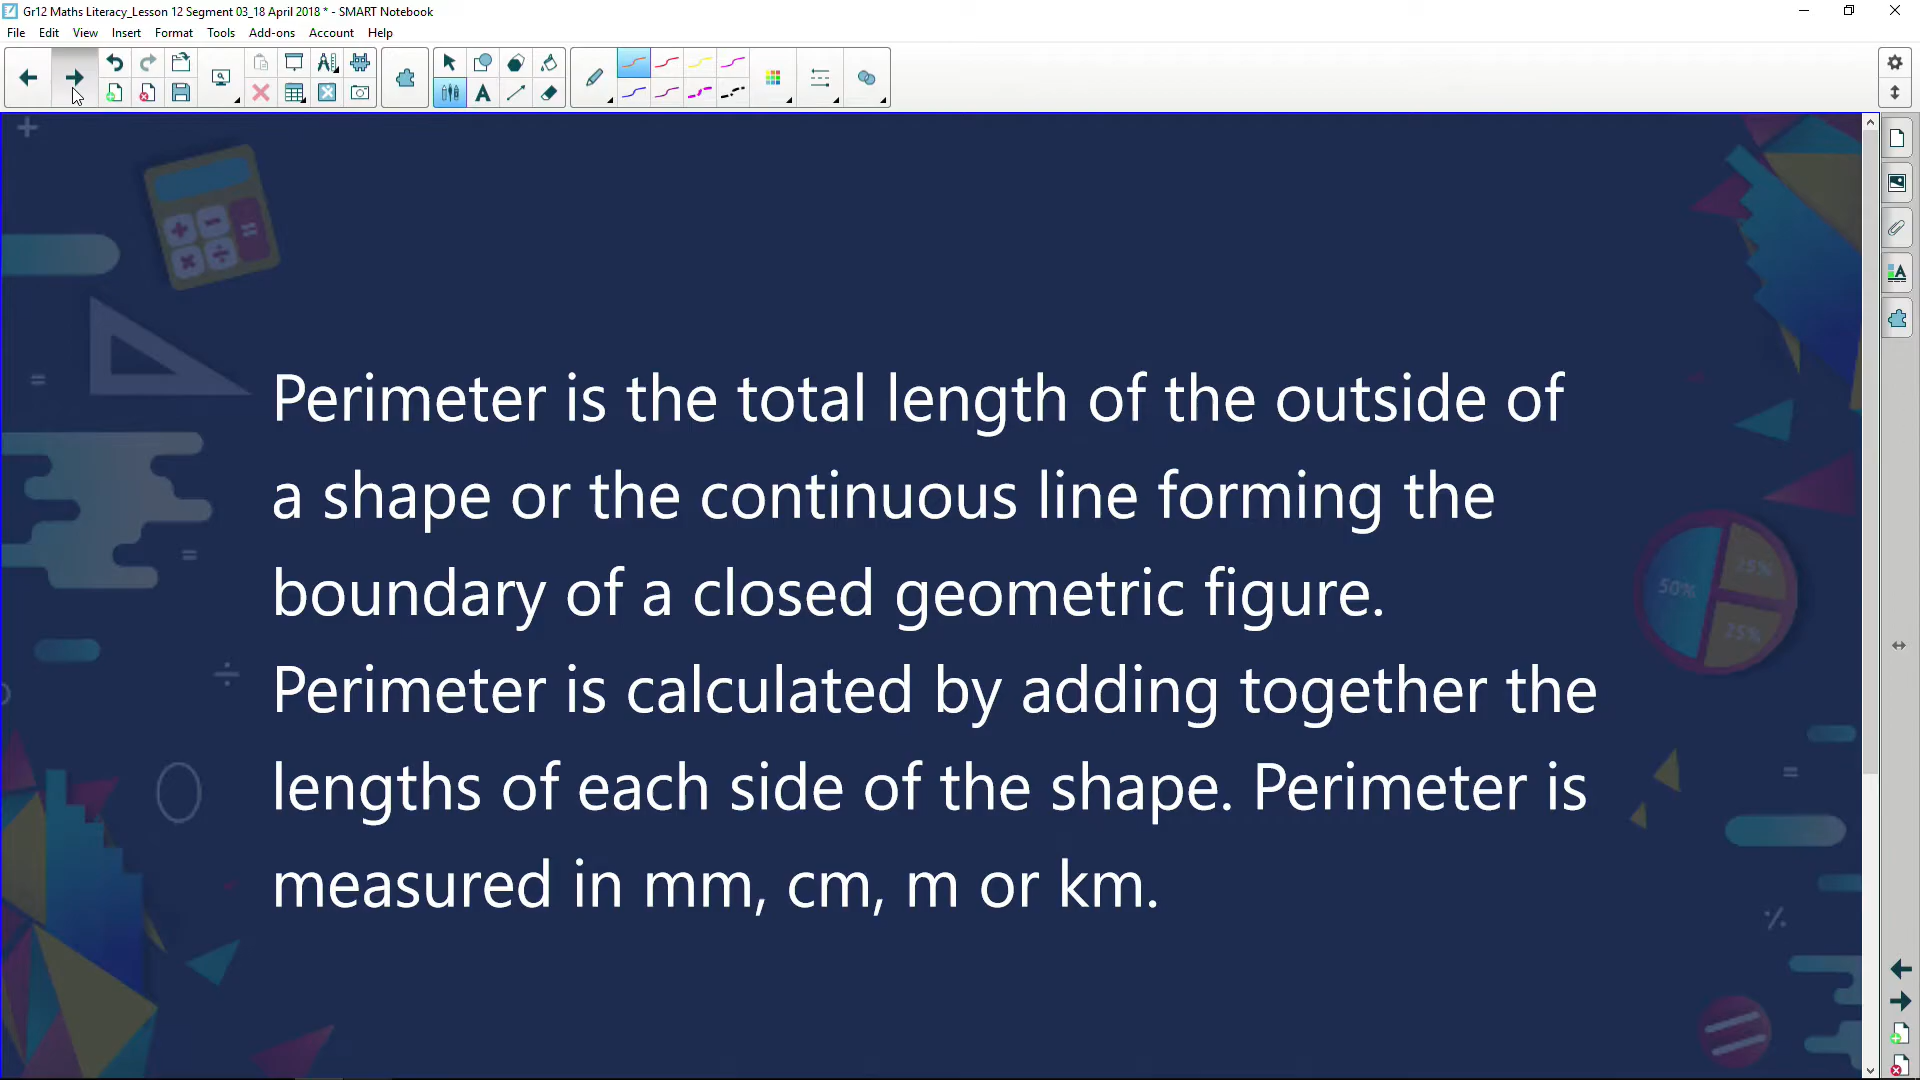 Gr12 Maths Literacy_Lesson 12 Segment 03_18 April 2018 * - SMART Notebook
File Edit View Insert Format Tools Add-ons Account Help
Perimeter is the total length of the outside of
a shape or the continuous line forming the
boundary of a closed geometric figure.
Perimeter is calculated by adding together the
lengths of each side of the shape. Perimeter is
measured in mm, cm, m or km.
50%
25%
25%